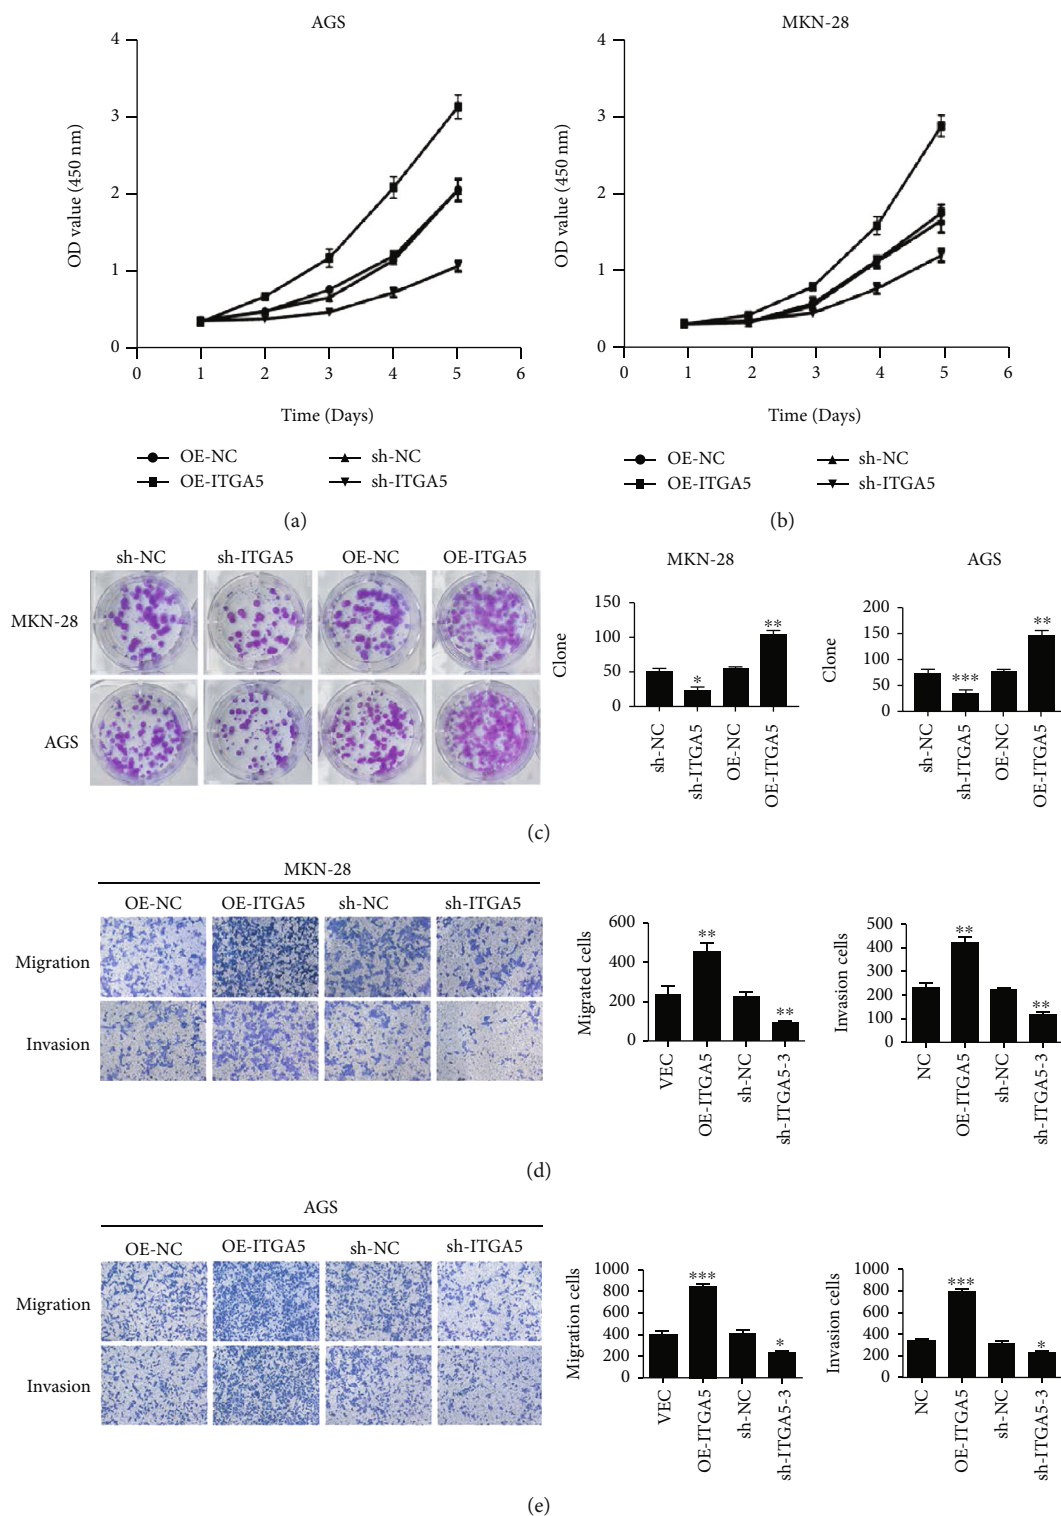 AGS
OD value (450 nm)
4
3
2
1
0
0 1 2 3 4 5 6
Time (Days)
OE-NC sh-NC
OE-ITGA5 sh-ITGA5
(a)
MKN-28
OD value (450 nm)
4
3
2
1
0
0 1 2 3 4 5 6
Time (Days)
OE-NC sh-NC
OE-ITGA5 sh-ITGA5
(b)
sh-NC sh-ITGA5 OE-NC OE-ITGA5
MKN-28
AGS
MKN-28
Clone
150
100
50
0
* **
sh-NC sh-ITGA5 OE-NC OE-ITGA5
AGS
Clone
200
150
100
50
0
*** **
sh-NC sh-ITGA5 OE-NC OE-ITGA5
(c)
MKN-28
OE-NC OE-ITGA5 sh-NC sh-ITGA5
Migration
Invasion
Migrated cells
600
400
200
0
** **
VEC OE-ITGA5 sh-NC sh-ITGA5-3
Invasion cells
500
400
300
200
100
0
** **
NC OE-ITGA5 sh-NC sh-ITGA5-3
(d)
AGS
OE-NC OE-ITGA5 sh-NC sh-ITGA5
Migration
Invasion
Migration cells
1000
800
600
400
200
0
*** *
VEC OE-ITGA5 sh-NC sh-ITGA5-3
Invasion cells
1000
800
600
400
200
0
*** *
NC OE-ITGA5 sh-NC sh-ITGA5-3
(e)